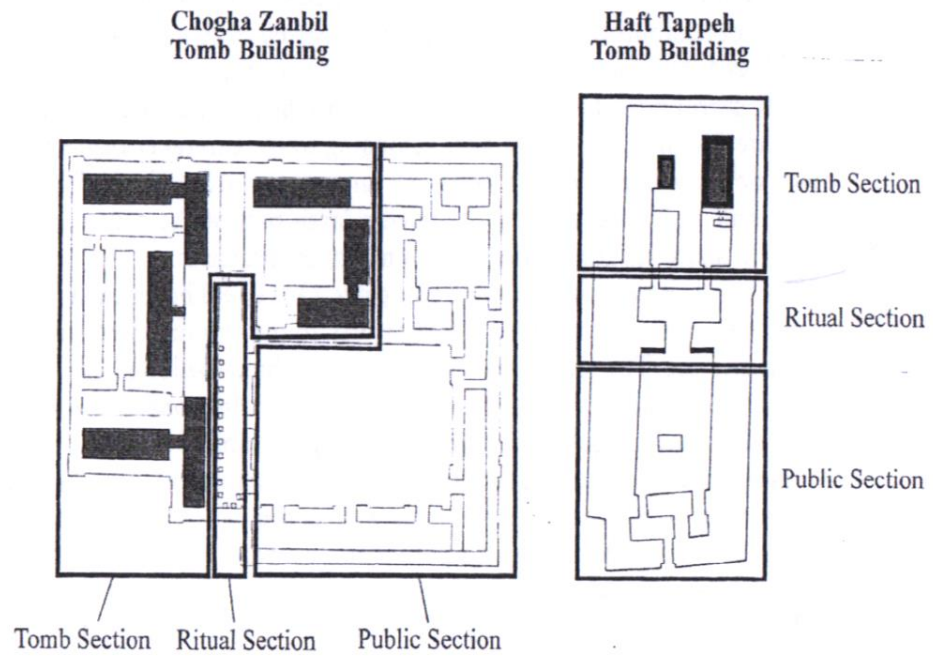 Chogha Zanbil
Tomb Building
Haft Tappeh
Tomb Building
Tomb Section
Ritual Section
Public Section
Tomb Section
Ritual Section
Public Section